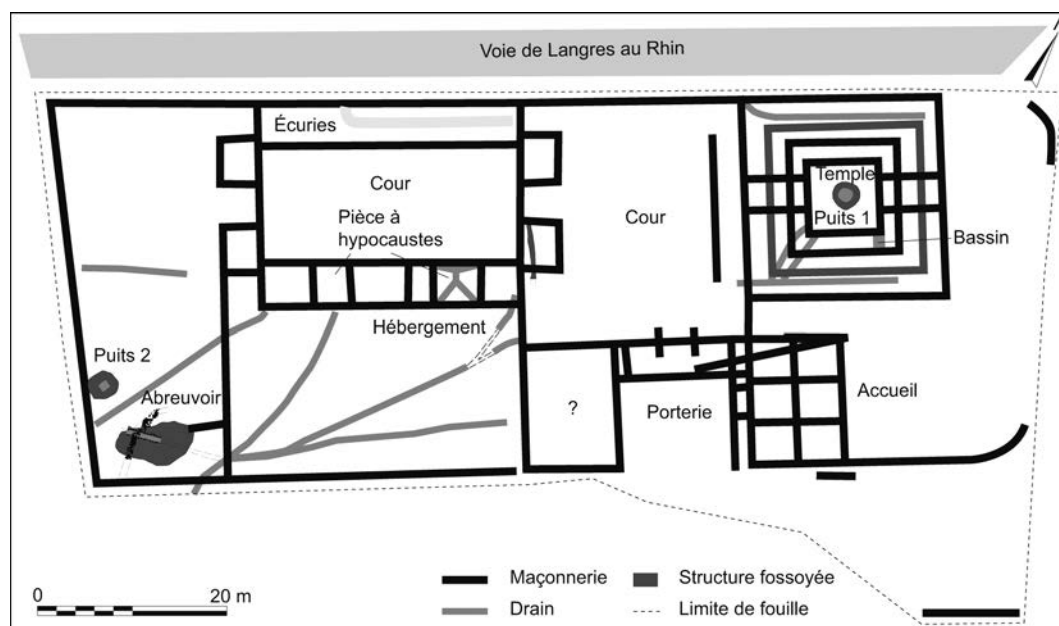 Voie de Langres au Rhin
Écuries
Cour
Pièce à
hypocaustes
Cour
Temple
Puits 1
Bassin
Hébergement
Puits 2
Abreuvoir
?
Porterie
Accueil
0 20 m
Maçonnerie
Structure fossoyée
Drain
Limite de fouille